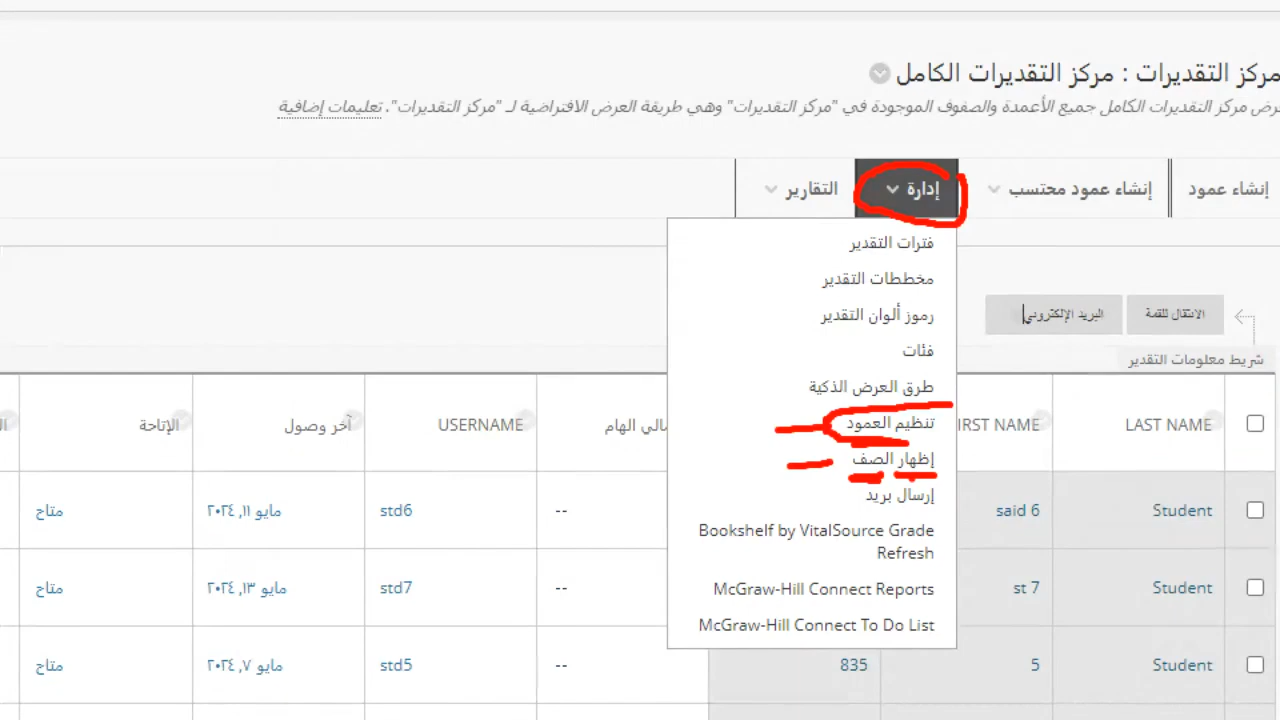 مركز التقديرات : مركز التقديرات الكامل
عرض مركز التقديرات الكامل جميع الأعمدة والصفوف الموجودة في "مركز التقديرات" وهي طريقة العرض الافتراضية لـ "مركز التقديرات". تعليمات إضافية
إنشاء عمود إنشاء عمود محتسب إدارة التقارير
فترات التقدير
مخططات التقدير
رموز ألوان التقدير
فئات
طرق العرض الذكية
تنظيم العمود
إظهار الصف
إرسال بريد
Bookshelf by VitalSource Grade
Refresh
McGraw-Hill Connect Reports
McGraw-Hill Connect To Do List
الانتقال للقمة البريد الإلكتروني
شريط معلومات التقدير
LAST NAME IRST NAME الهام USERNAME آخر وصول الإتاحة
Student said 6 -- std6 مايو ١١, ٢٠٢٤ متاح
Student st 7 -- std7 مايو ١٣, ٢٠٢٤ متاح
Student 5 835 -- std5 مايو ٧, ٢٠٢٤ متاح